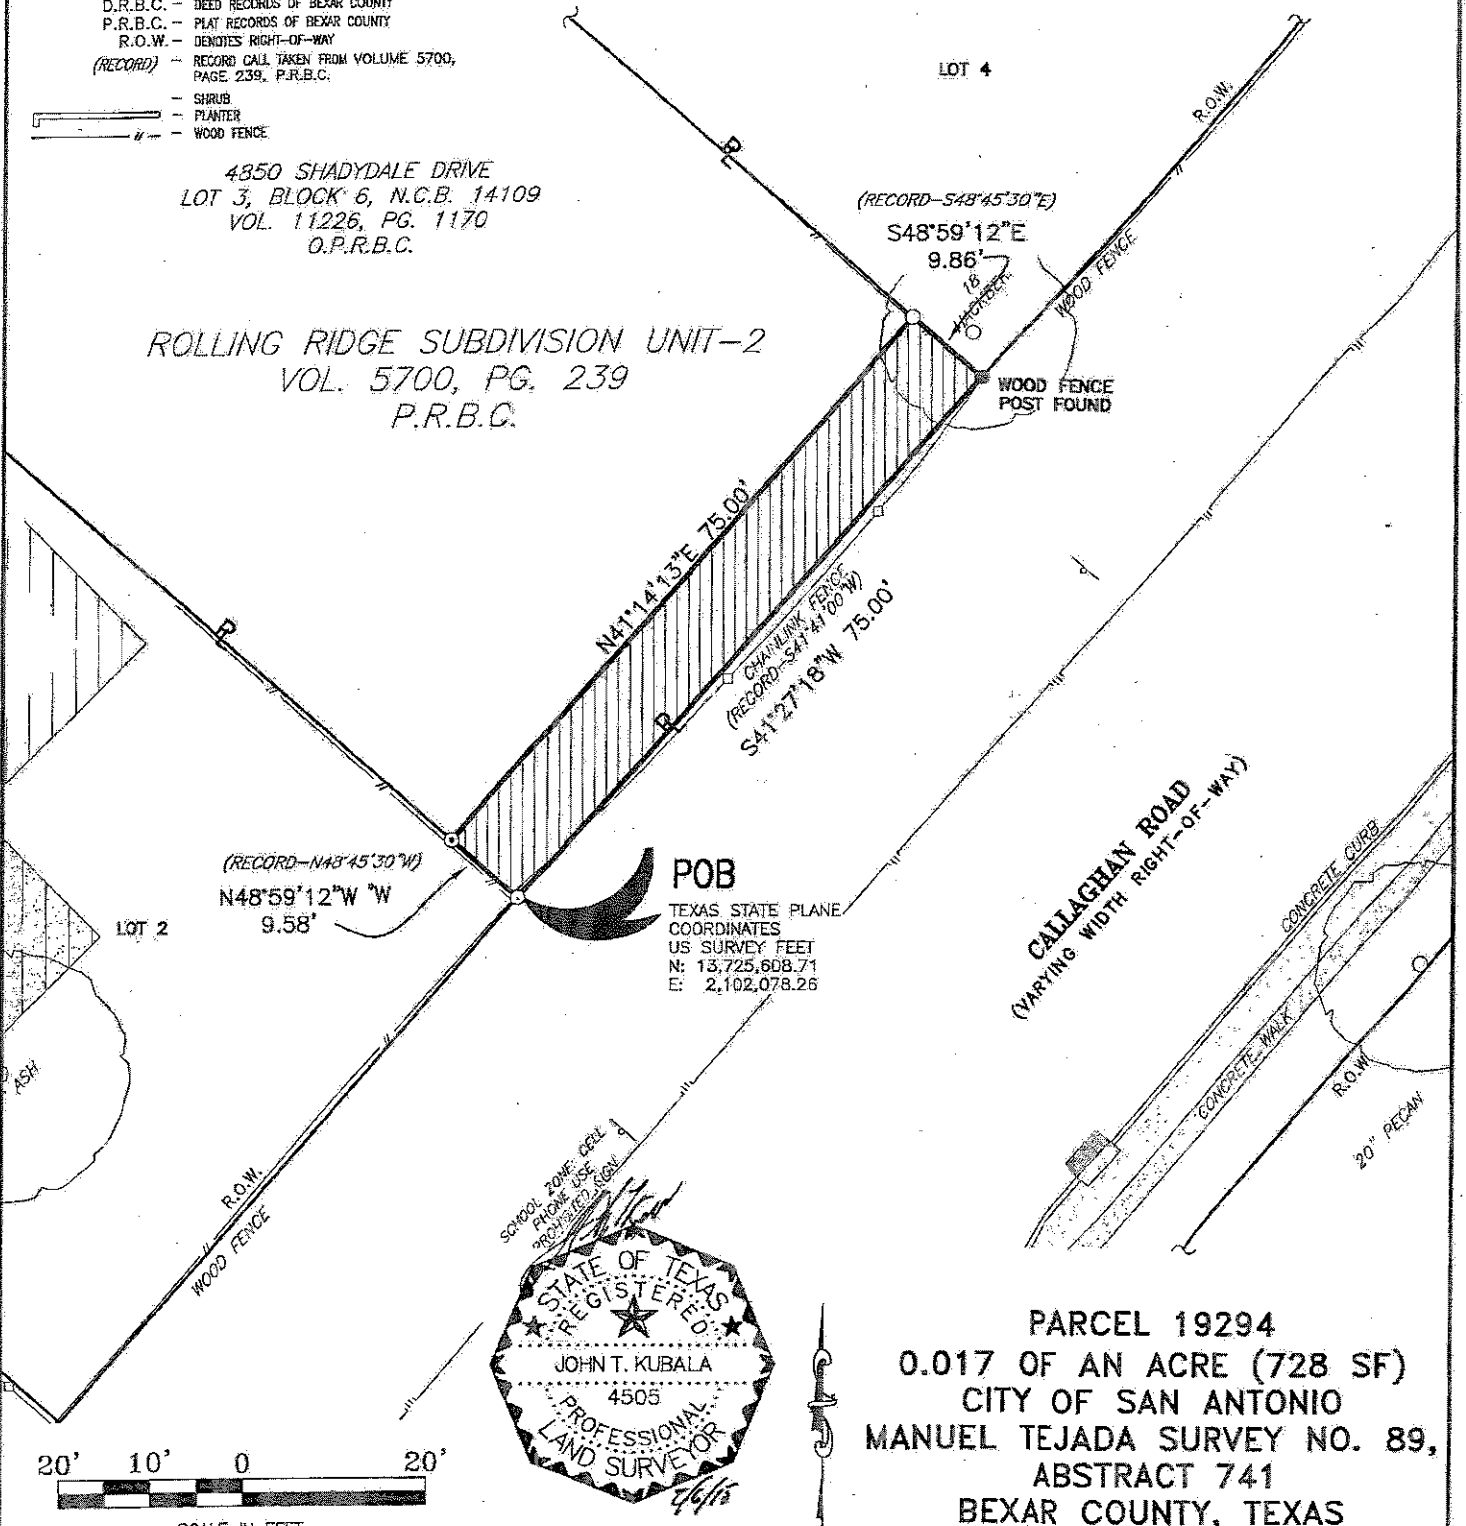 D.R.B.C. - DEED RECORDS OF BEXAR COUNTY
P.R.B.C. - PLAT RECORDS OF BEXAR COUNTY
R.O.W. - DENOTES RIGHT-OF-WAY
(RECORD) - RECORD CALL TAKEN FROM VOLUME 5700,
PAGE 239, P.R.B.C.
- SHRUB
- PLANTER
- WOOD FENCE
4850 SHADYDALE DRIVE
LOT 3, BLOCK 6, N.C.B. 14109
VOL. 11226, PG. 1170
O.P.R.B.C.
LOT 4
R.O.W.
PL
(RECORD-S48°45'30"E)
S48°59'12"E
9.86'
18
WOOD FENCE
ROLLING RIDGE SUBDIVISION UNIT-2
VOL. 5700, PG. 239
P.R.B.C.
WOOD FENCE
POST FOUND
N41°14'13"E 75.00'
CHAINLINK FENCE
(RECORD-S41°41'00"W)
S41°27'18"W 75.00'
PL
PL
(RECORD-N48°45'30"W)
N48°59'12"W "W
9.58'
LOT 2
POB
TEXAS STATE PLANE
COORDINATES
US SURVEY FEET
N: 13,725,608.71
E: 2,102,078.26
CALLAGHAN ROAD
(VARYING WIDTH RIGHT-OF-WAY)
CONCRETE CURB
CONCRETE WALK
R.O.W.
20" PECAN
ASH
R.O.W.
WOOD FENCE
SCHOOL ZONE CELL
PHONE USE
PROHIBITED SIGN
STATE OF TEXAS
REGISTERED
JOHN T. KUBALA
4505
PROFESSIONAL
LAND SURVEYOR
PARCEL 19294
0.017 OF AN ACRE (728 SF)
CITY OF SAN ANTONIO
MANUEL TEJADA SURVEY NO. 89,
ABSTRACT 741
BEXAR COUNTY, TEXAS
20' 10' 0 20'
SCALE IN FEET